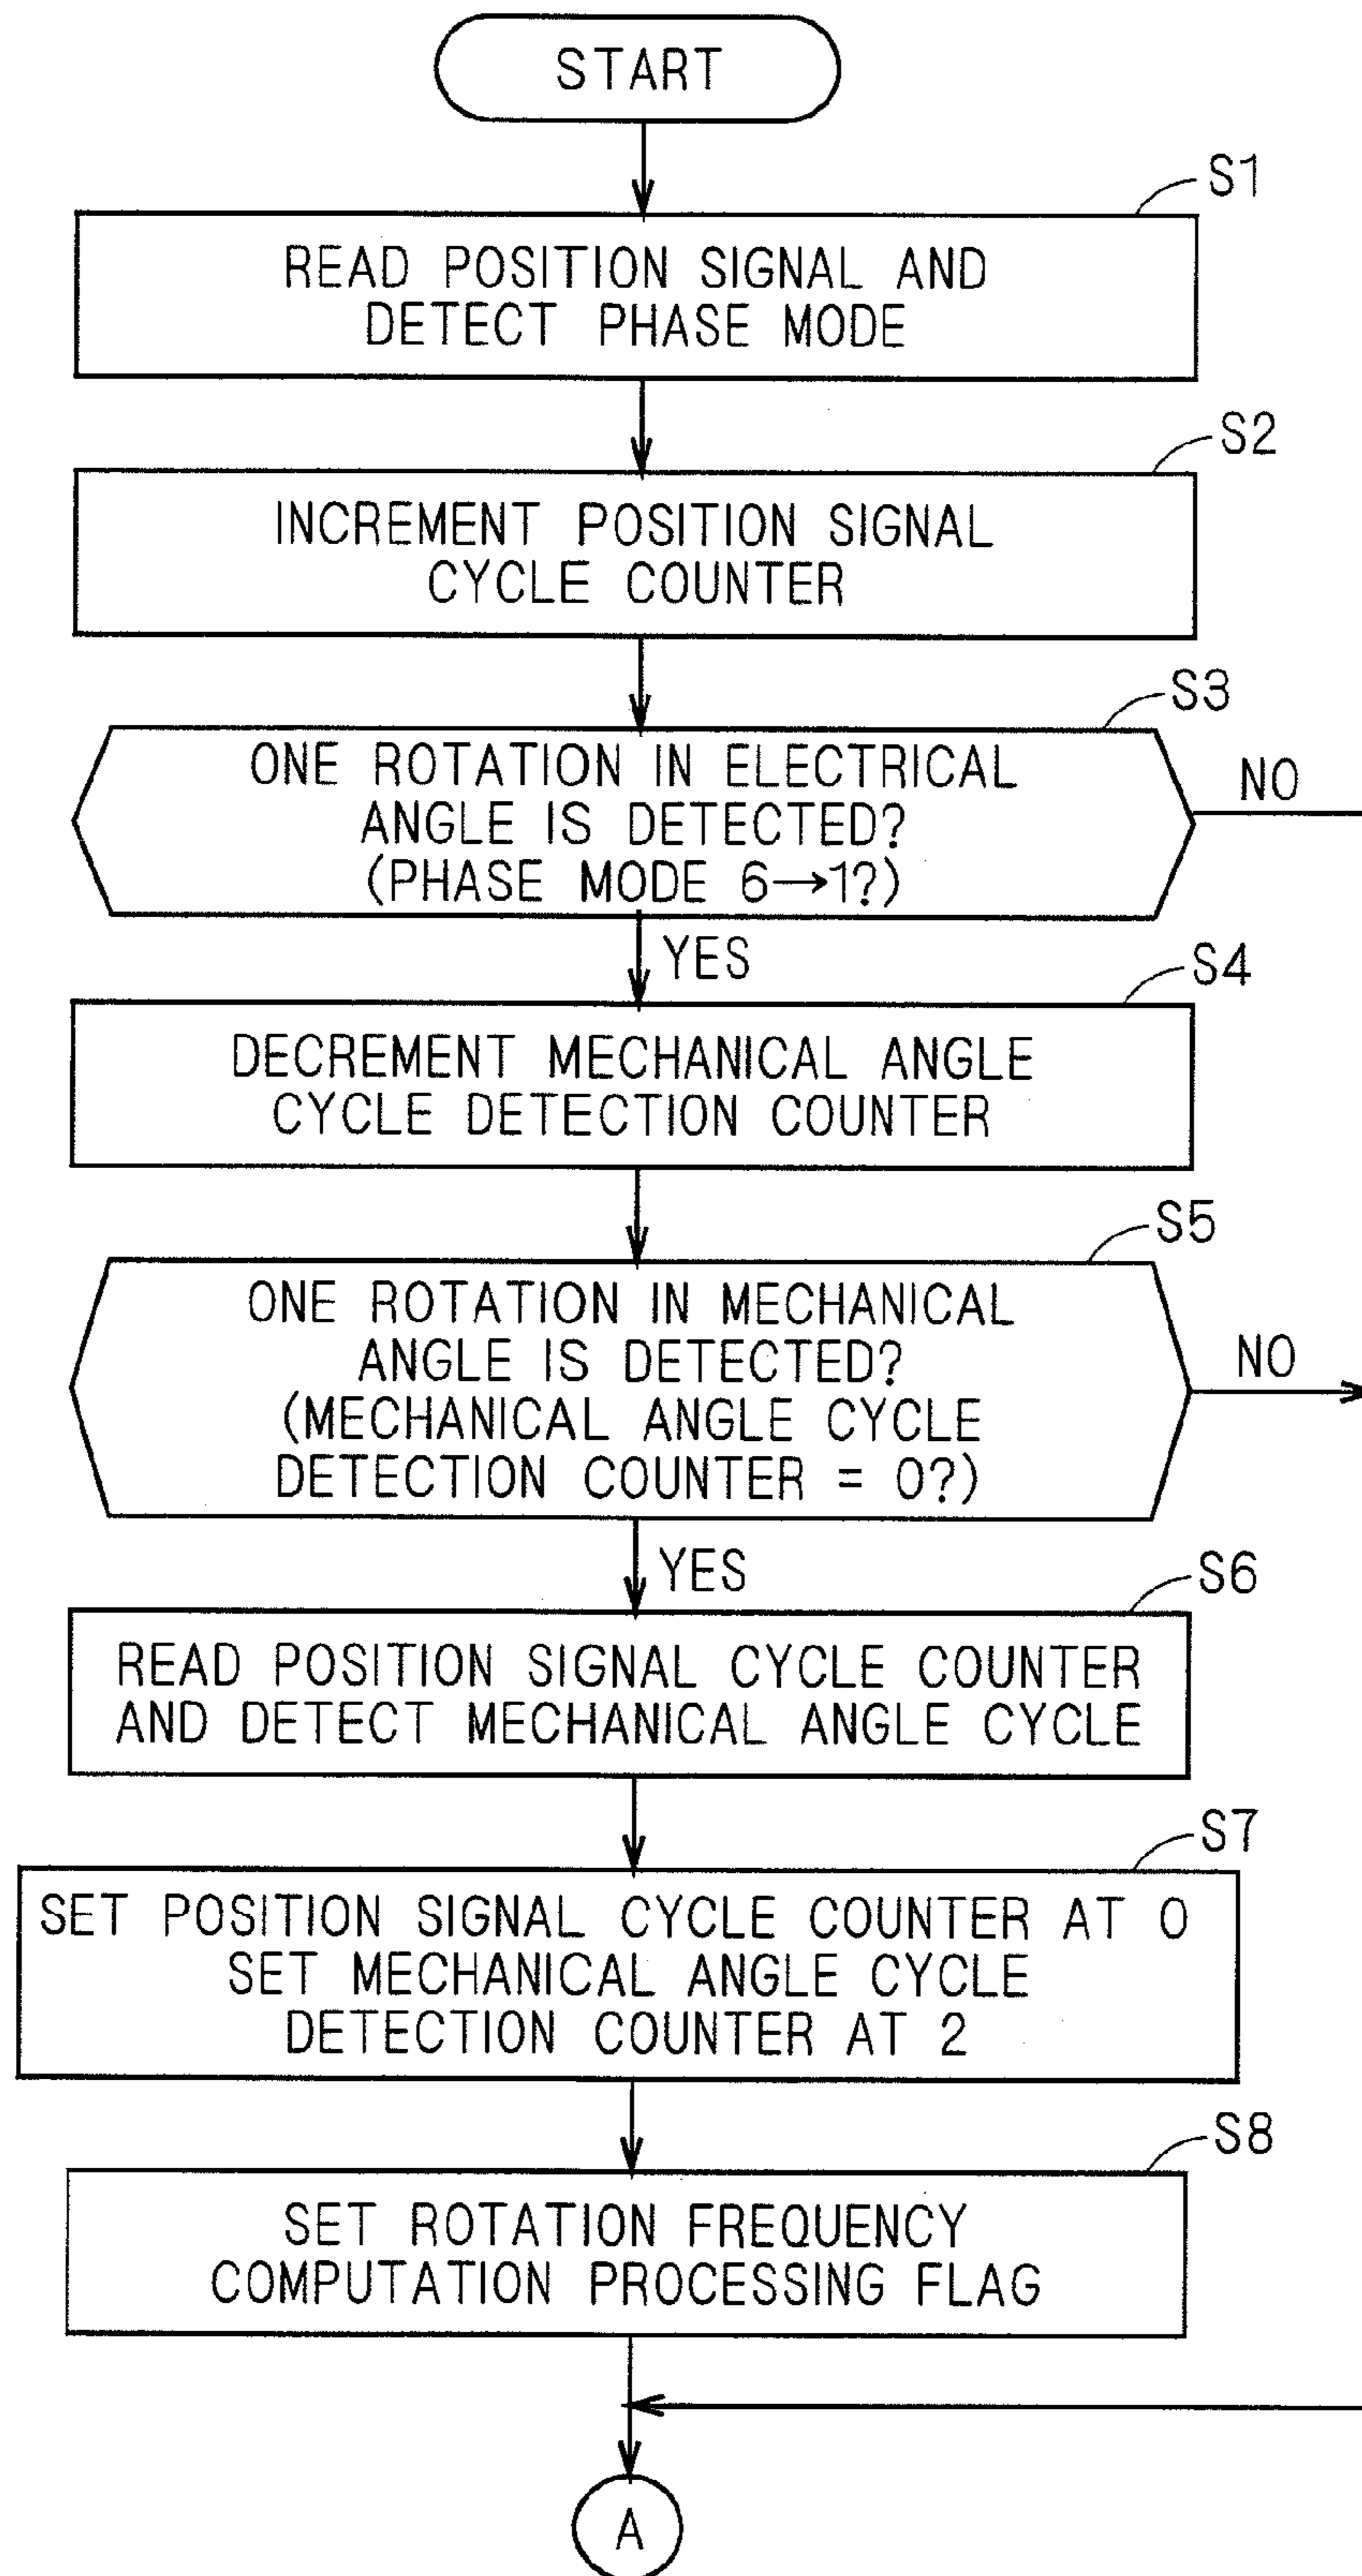 START
S1
READ POSITION SIGNAL AND
DETECT PHASE MODE
S2
INCREMENT POSITION SIGNAL
CYCLE COUNTER
S3
ONE ROTATION IN ELECTRICAL
ANGLE IS DETECTED?
(PHASE MODE 6→1?)
NO
YES
S4
DECREMENT MECHANICAL ANGLE
CYCLE DETECTION COUNTER
S5
ONE ROTATION IN MECHANICAL
ANGLE IS DETECTED?
(MECHANICAL ANGLE CYCLE
DETECTION COUNTER = 0?)
NO
YES
S6
READ POSITION SIGNAL CYCLE COUNTER
AND DETECT MECHANICAL ANGLE CYCLE
S7
SET POSITION SIGNAL CYCLE COUNTER AT 0
SET MECHANICAL ANGLE CYCLE
DETECTION COUNTER AT 2
S8
SET ROTATION FREQUENCY
COMPUTATION PROCESSING FLAG
A